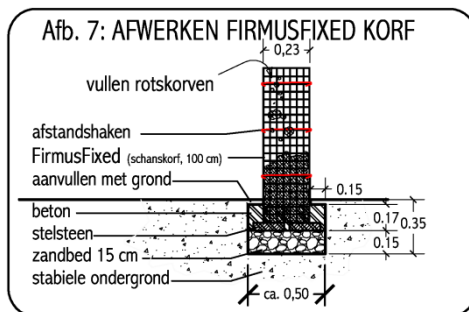 Afb. 7: AFWERKEN FIRMUSFIXED KORF
0,23
vullen rotskorven
afstandshaken
FirmusFixed (schanskorf, 100 cm)
aanvullen met grond
0.15
beton
0.17
0.35
stelsteen
zandbed 15 cm
0.15
stabiele ondergrond
ca. 0,50